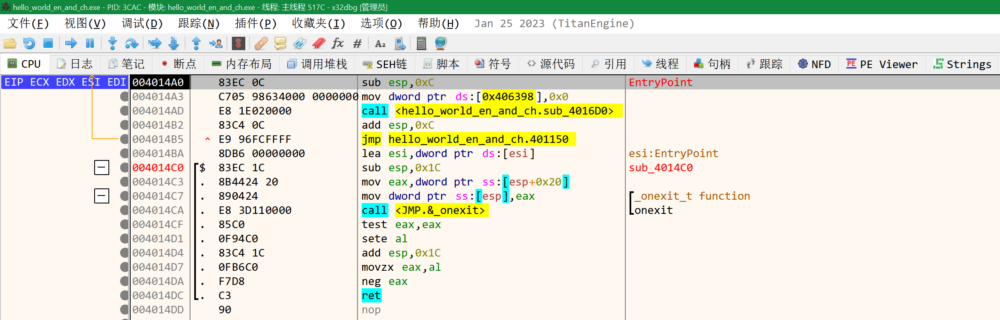 hello_world_en_and_ch.exe - PID: 3CAC - 模块: hello_world_en_and_ch.exe - 线程: 主线程 517C - x32dbg [管理员]
文件(F) 视图(V) 调试(D) 跟踪(N) 插件(P) 收藏夹(I) 选项(O) 帮助(H) Jan 25 2023 (TitanEngine)
S fx # Az
CPU 日志 笔记 断点 内存布局 调用堆栈 SEH链 脚本 符号 源代码 引用 线程 句柄 跟踪 NFD PE PE Viewer Strings
EIP ECX EDX ESI EDI 004014A0 83EC 0C sub esp,0xC EntryPoint
004014A3 C705 98634000 0000000 mov dword ptr ds:[0x406398],0x0
004014AD E8 1E020000 call <hello_world_en_and_ch.sub_4016D0>
004014B2 83C4 0C add esp,0xC
004014B5 ^ E9 96FCFFFF jmp hello_world_en_and_ch.401150
004014BA 8DB6 00000000 lea esi,dword ptr ds:[esi] esi:EntryPoint
004014C0 $ 83EC 1C sub esp,0x1C sub_4014C0
004014C3 . 8B4424 20 mov eax,dword ptr ss:[esp+0x20]
004014C7 . 890424 mov dword ptr ss:[esp],eax _onexit_t function
004014CA . E8 3D110000 call <JMP.&_onexit> onexit
004014CF . 85C0 test eax,eax
004014D1 . 0F94C0 sete al
004014D4 . 83C4 1C add esp,0x1C
004014D7 . 0FB6C0 movzx eax,al
004014DA . F7D8 neg eax
004014DC . C3 ret
004014DD 90 nop